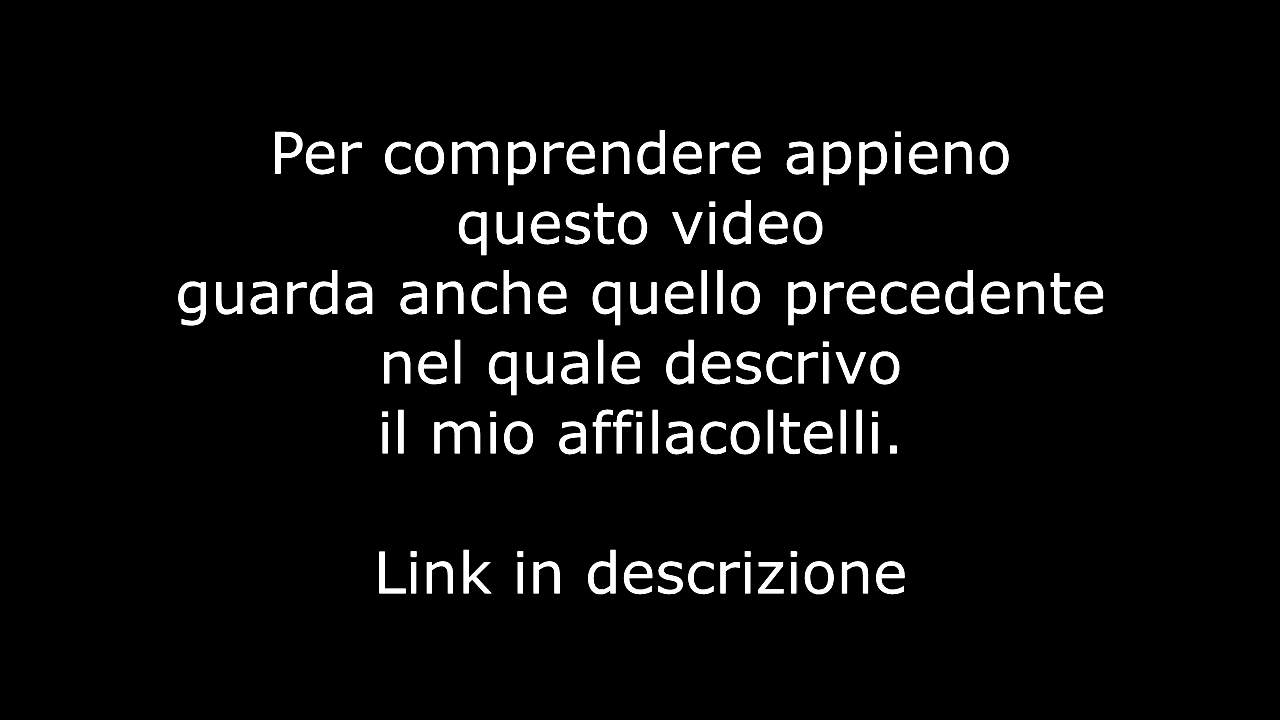 Per comprendere appieno
questo video
guarda anche quello precedente
nel quale descrivo
il mio affilacoltelli.
Link in descrizione